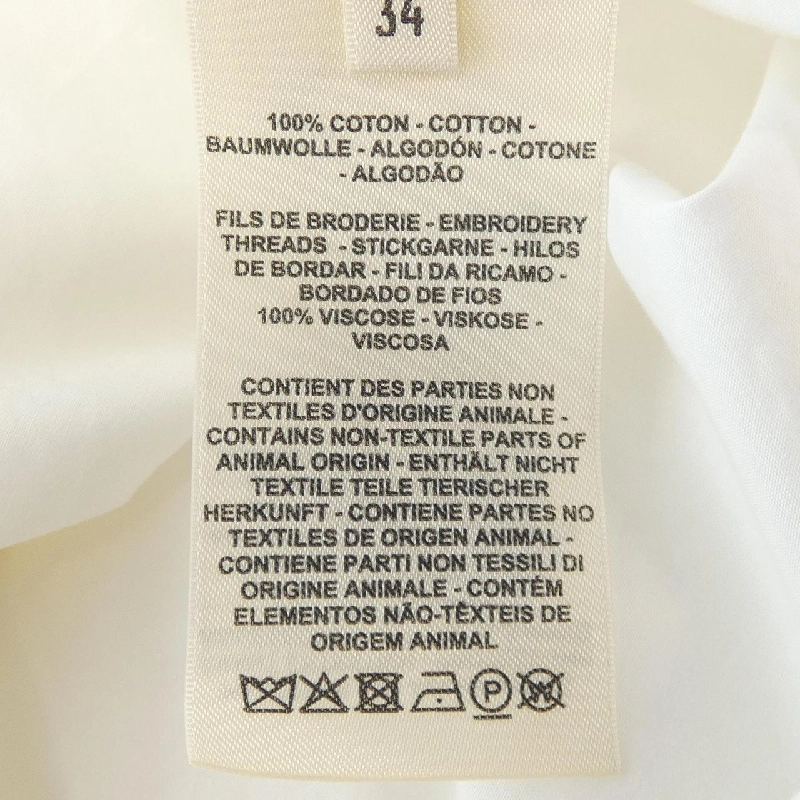 34
100% COTON - COTTON -
BAUMWOLLE - ALGODÓN - COTONE
- ALGODÃO
FILS DE BRODERIE - EMBROIDERY
THREADS - STICKGARNE - HILOS
DE BORDAR - FILI DA RICAMO -
BORDADO DE FIOS
100% VISCOSE - VISKOSE -
VISCOSA
CONTIENT DES PARTIES NON
TEXTILES D'ORIGINE ANIMALE -
CONTAINS NON-TEXTILE PARTS OF
ANIMAL ORIGIN - ENTHÄLT NICHT
TEXTILE TEILE TIERISCHER
HERKUNFT - CONTIENE PARTES NO
TEXTILES DE ORIGEN ANIMAL -
CONTIENE PARTI NON TESSILI DI
ORIGINE ANIMALE - CONTÉM
ELEMENTOS NÃO-TÊXTEIS DE
ORIGEM ANIMAL
P W